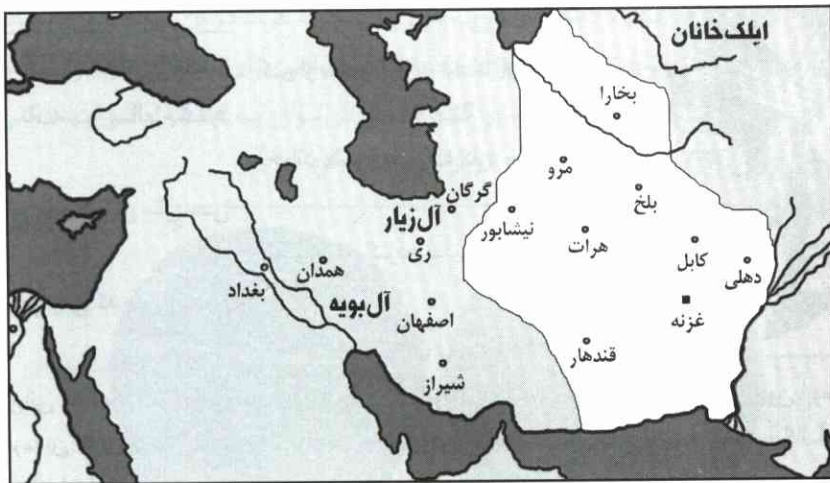 ایلک‌خانان
بخارا
مرو
بلخ
گرگان
آل‌زیار
نیشابور
ری
هرات
کابل
همدان
دهلی
بغداد
آل‌بویه
اصفهان
غزنه
قندهار
شیراز